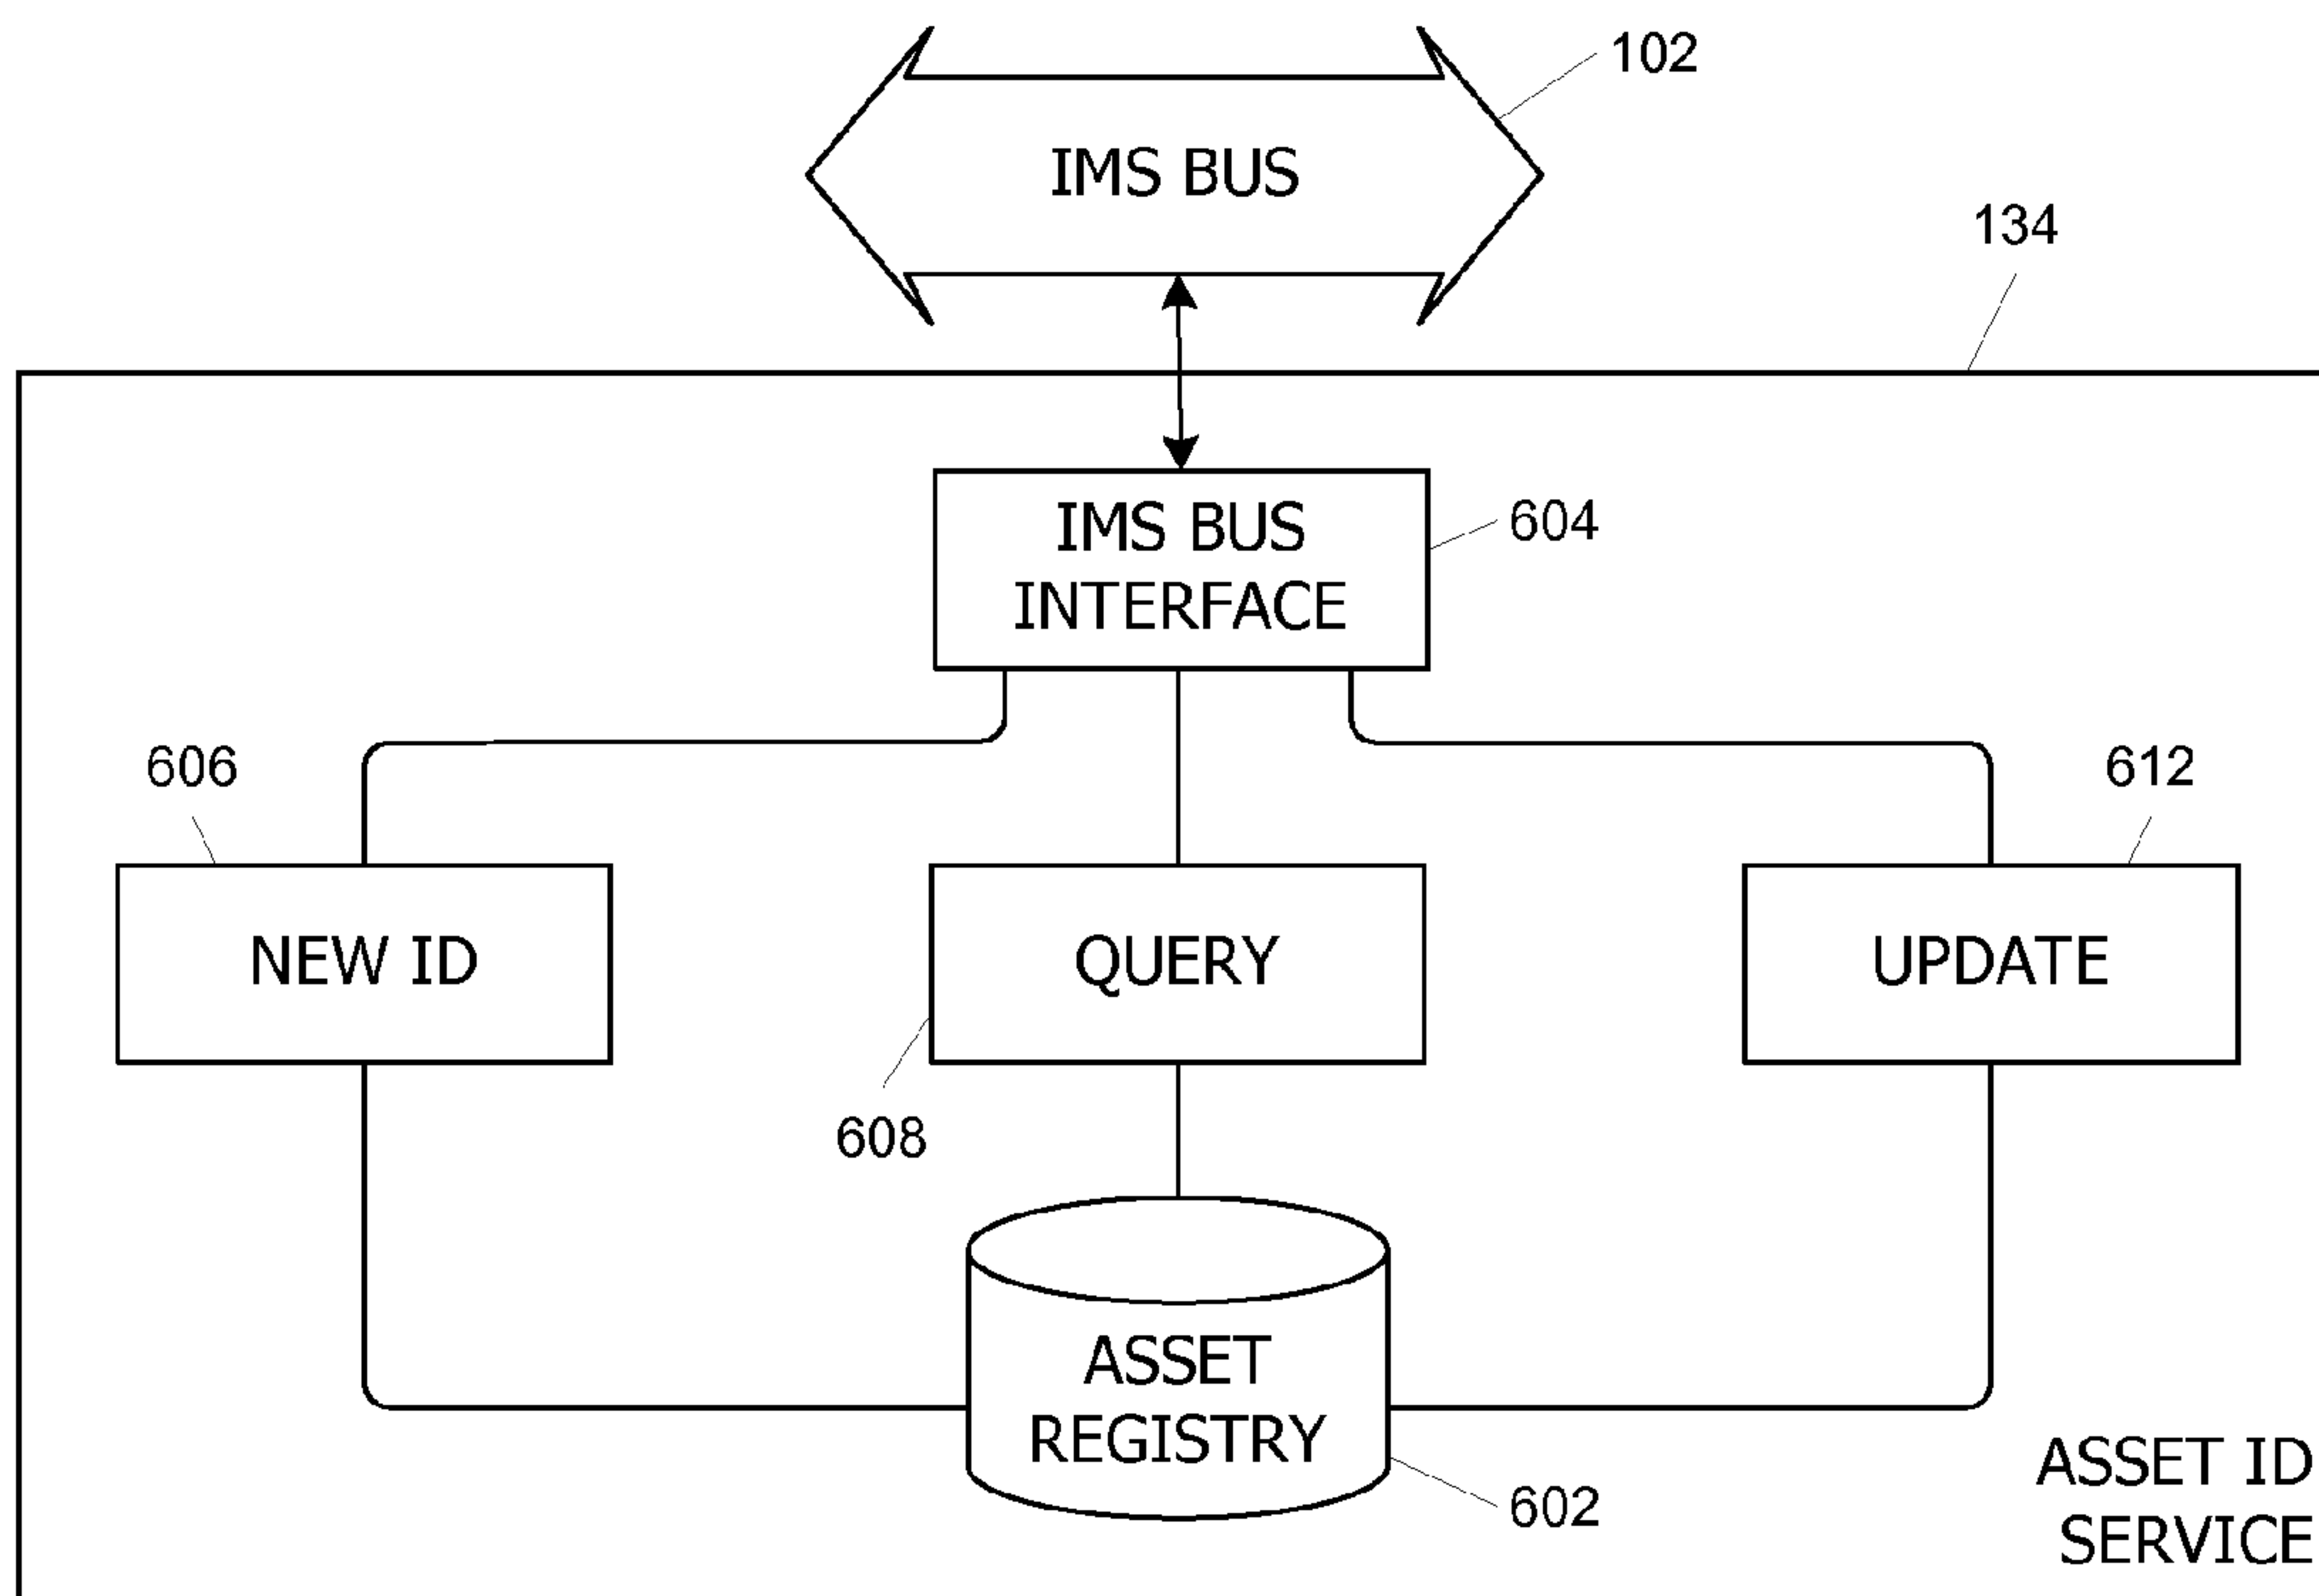 102
IMS BUS
134
IMS BUS
INTERFACE
604
606
612
NEW ID
QUERY
UPDATE
608
ASSET
REGISTRY
602
ASSET ID
SERVICE